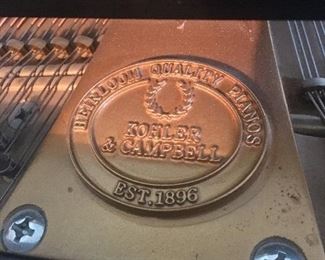 HEIRLOOM QUALITY PIANOS
KOHLER
& CAMPBELL
EST. 1896